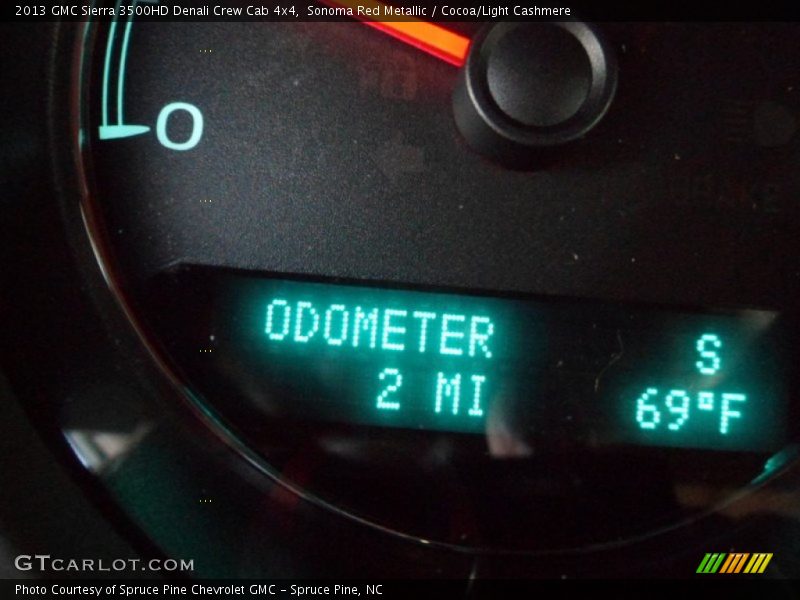 2013 GMC Sierra 3500HD Denali Crew Cab 4x4, Sonoma Red Metallic / Cocoa/Light Cashmere
0
ODOMETER
S
2 MI
69°F
GTCARLOT.COM
Photo Courtesy of Spruce Pine Chevrolet GMC – Spruce Pine, NC